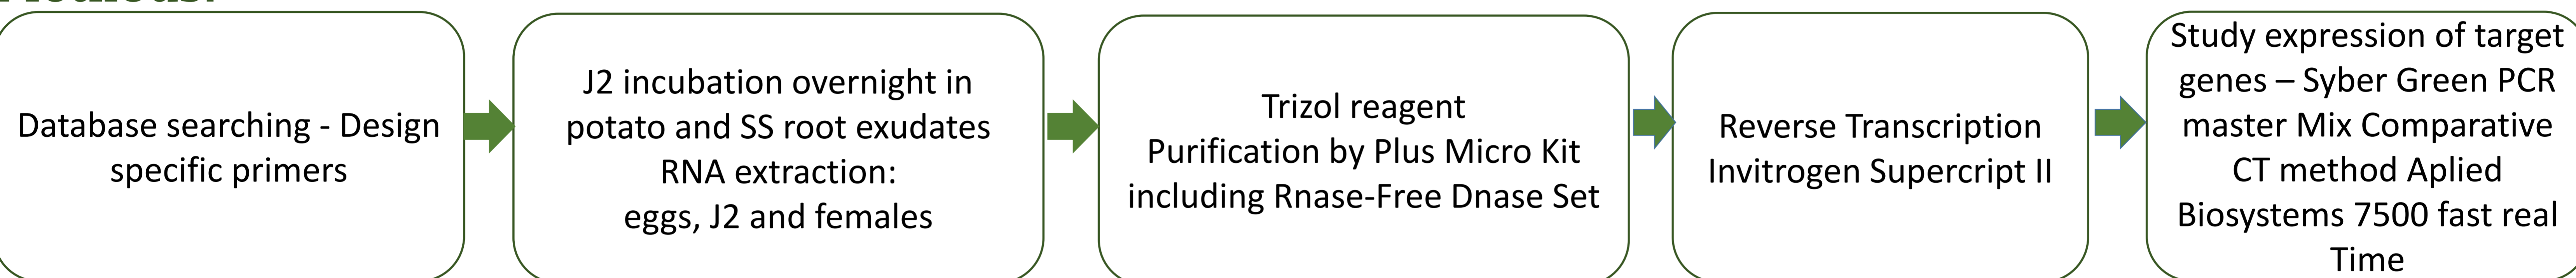 Database searching - Design
specific primers
J2 incubation overnight in
potato and SS root exudates
RNA extraction:
eggs, J2 and females
Trizol reagent
Purification by Plus Micro Kit
including Rnase-Free Dnase Set
Reverse Transcription
Invitrogen Supercript II
Study expression of target
genes – Syber Green PCR
master Mix Comparative
CT method Aplied
Biosystems 7500 fast real
Time